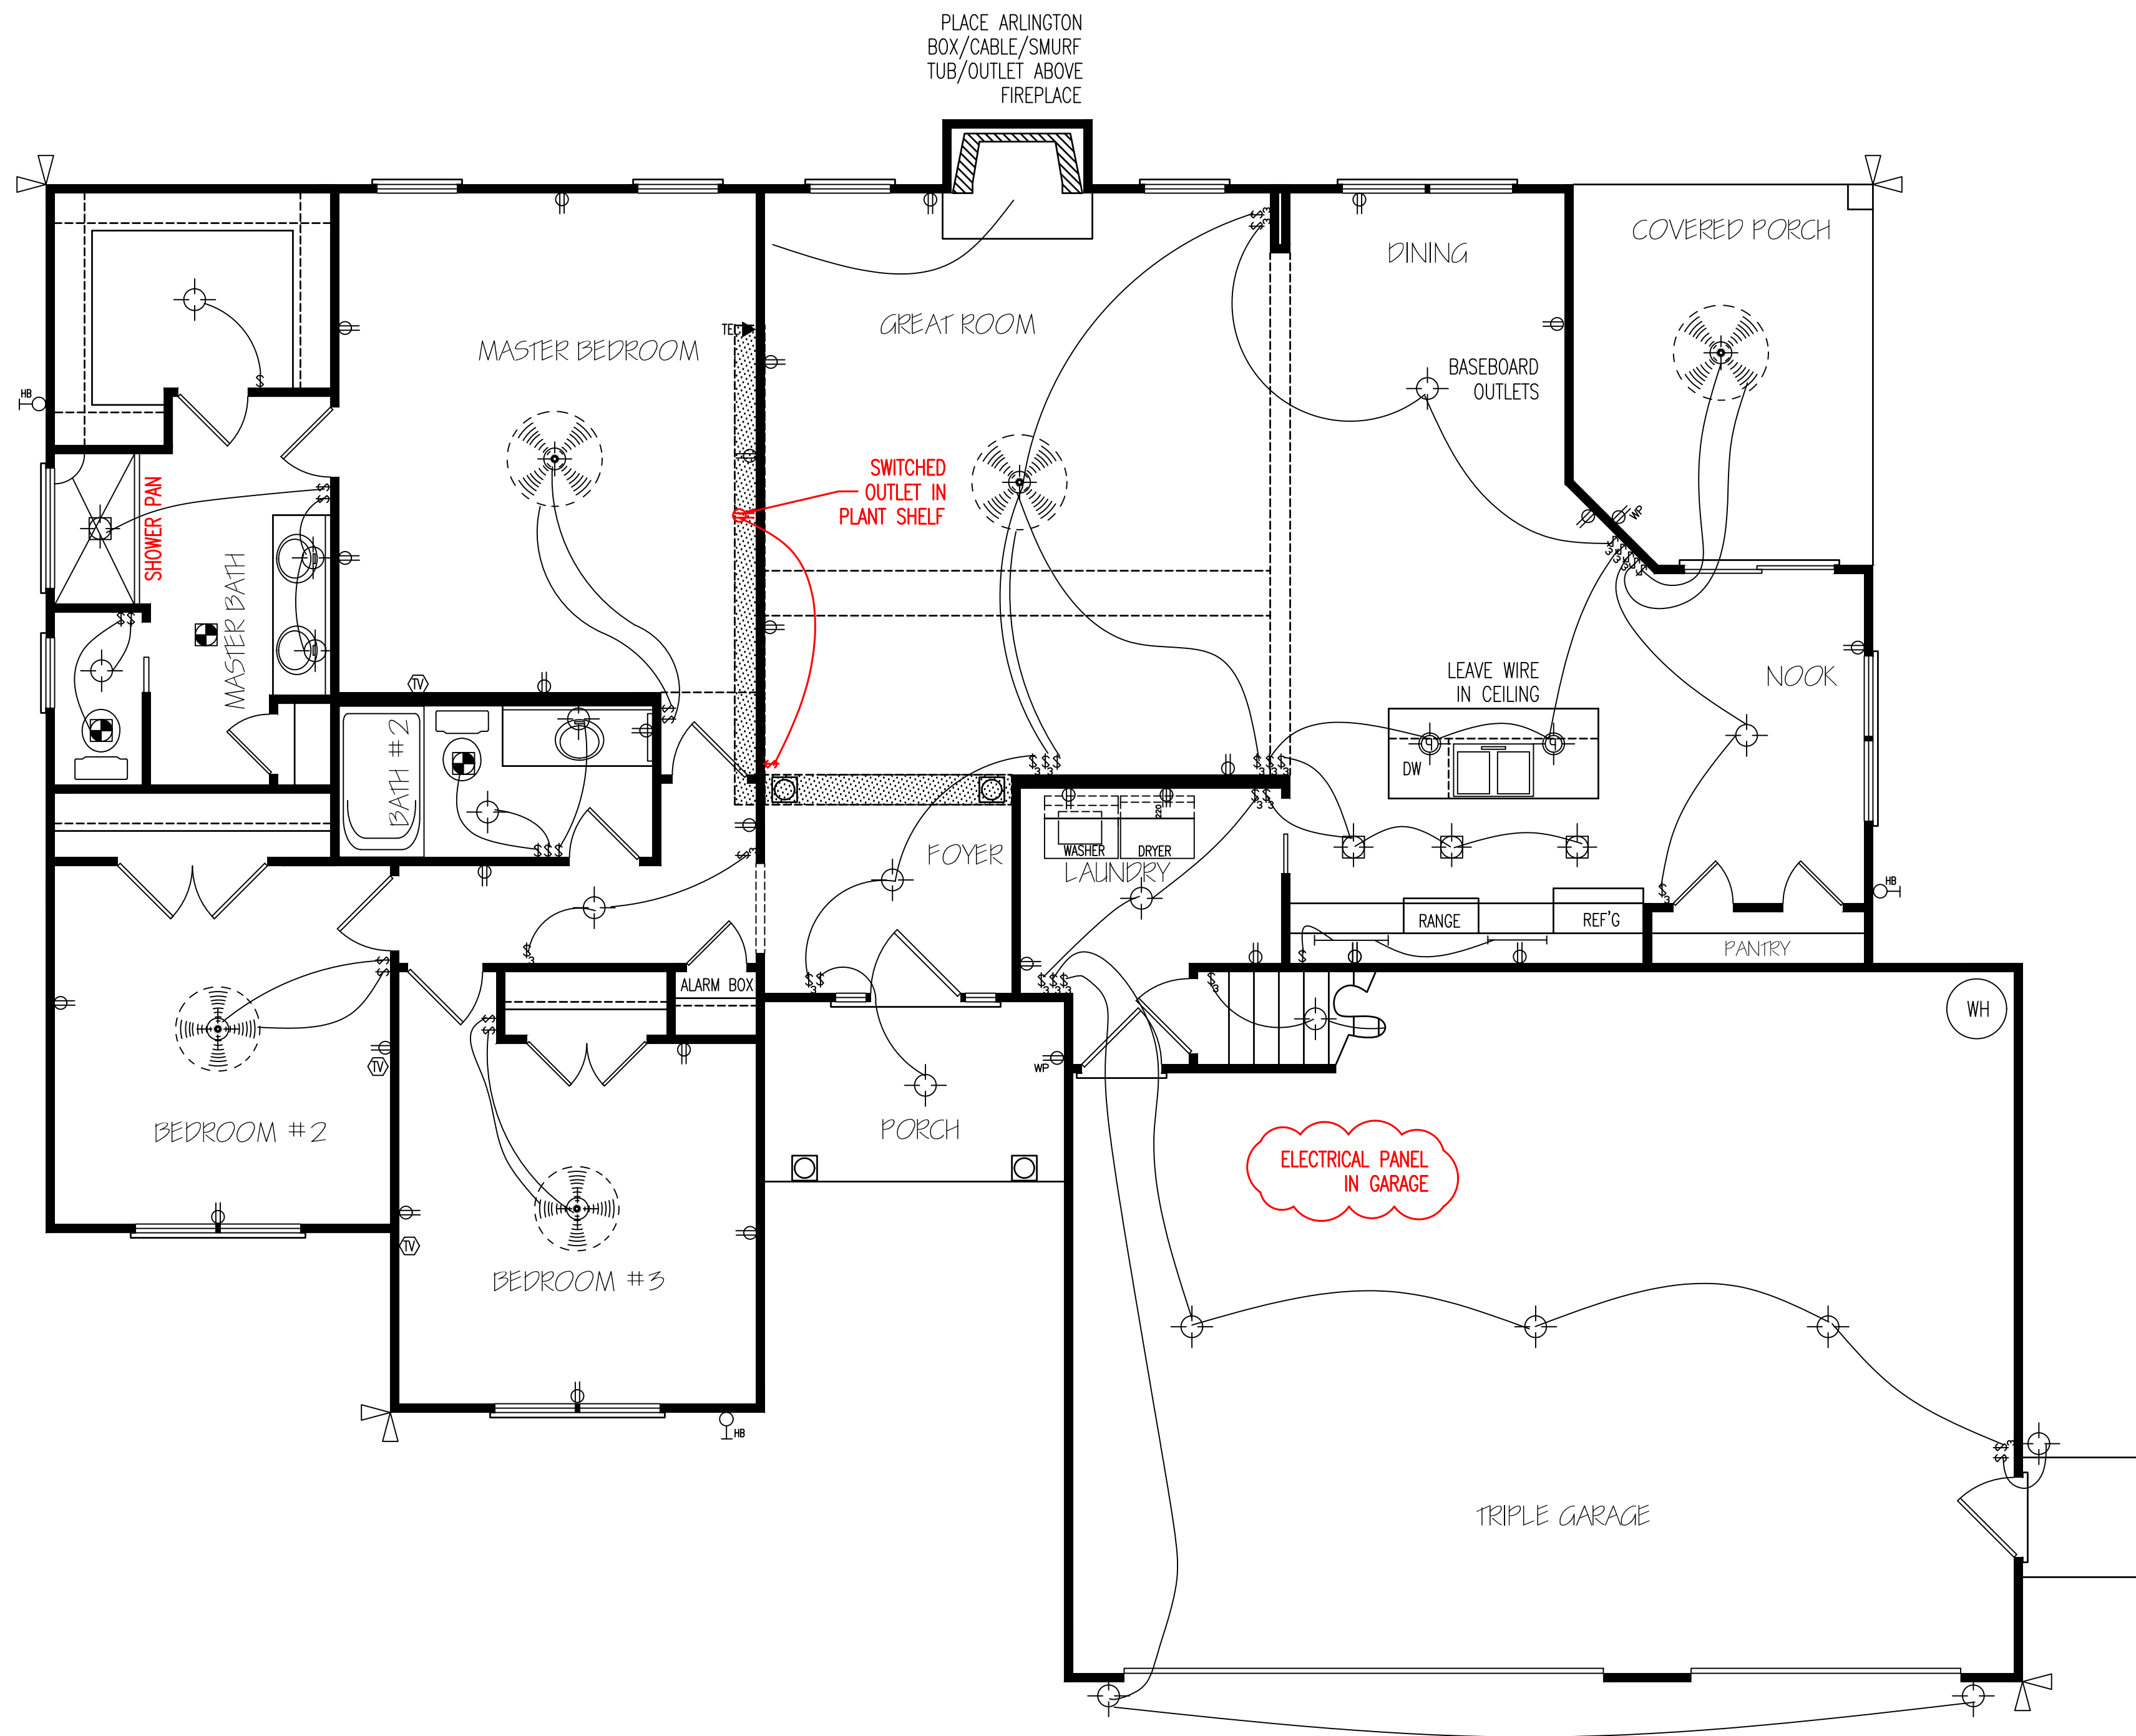 PLACE ARLINGTON
BOX/CABLE/SMURF
TUB/OUTLET ABOVE
FIREPLACE
COVERED PORCH
DINING
GREAT ROOM
MASTER BEDROOM
BASEBOARD
OUTLETS
HB
SWITCHED
OUTLET IN
PLANT SHELF
SHOWER PAN
WP
MASTER BATH
LEAVE WIRE
IN CEILING
NOOK
TV
BATH #2
DW
220
WASHER
DRYER
FOYER
LAUNDRY
HB
RANGE
REF'G
PANTRY
ALARM BOX
WH
WP
TV
BEDROOM #2
PORCH
ELECTRICAL PANEL
IN GARAGE
TV
BEDROOM #3
HB
TRIPLE GARAGE